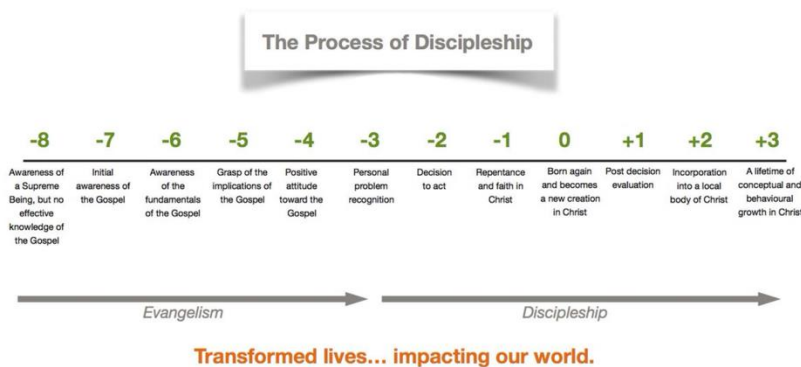 The Process of Discipleship
-8 -7 -6 -5 -4 -3 -2 -1 0 +1 +2 +3
Awareness of
a Supreme
Being, but no
effective
knowledge of
the Gospel
Initial
awareness of
the Gospel
Awareness
of the
fundamentals
of the Gospel
Grasp of the
implications of
the Gospel
Positive
attitude
toward the
Gospel
Personal
problem
recognition
Decision
to act
Repentance
and faith in
Christ
Born again
and becomes
a new creation
in Christ
Post decision
evaluation
Incorporation
into a local
body of Christ
A lifetime of
conceptual and
behavioural
growth in Christ
Evangelism
Discipleship
Transformed lives... impacting our world.